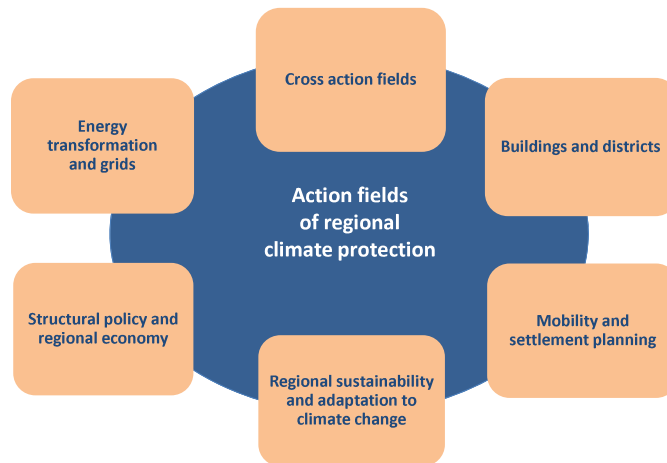 Cross action fields
Energy
transformation
and grids
Buildings and districts
Action fields
of regional
climate protection
Structural policy and
regional economy
Mobility and
settlement planning
Regional sustainability
and adaptation to
climate change